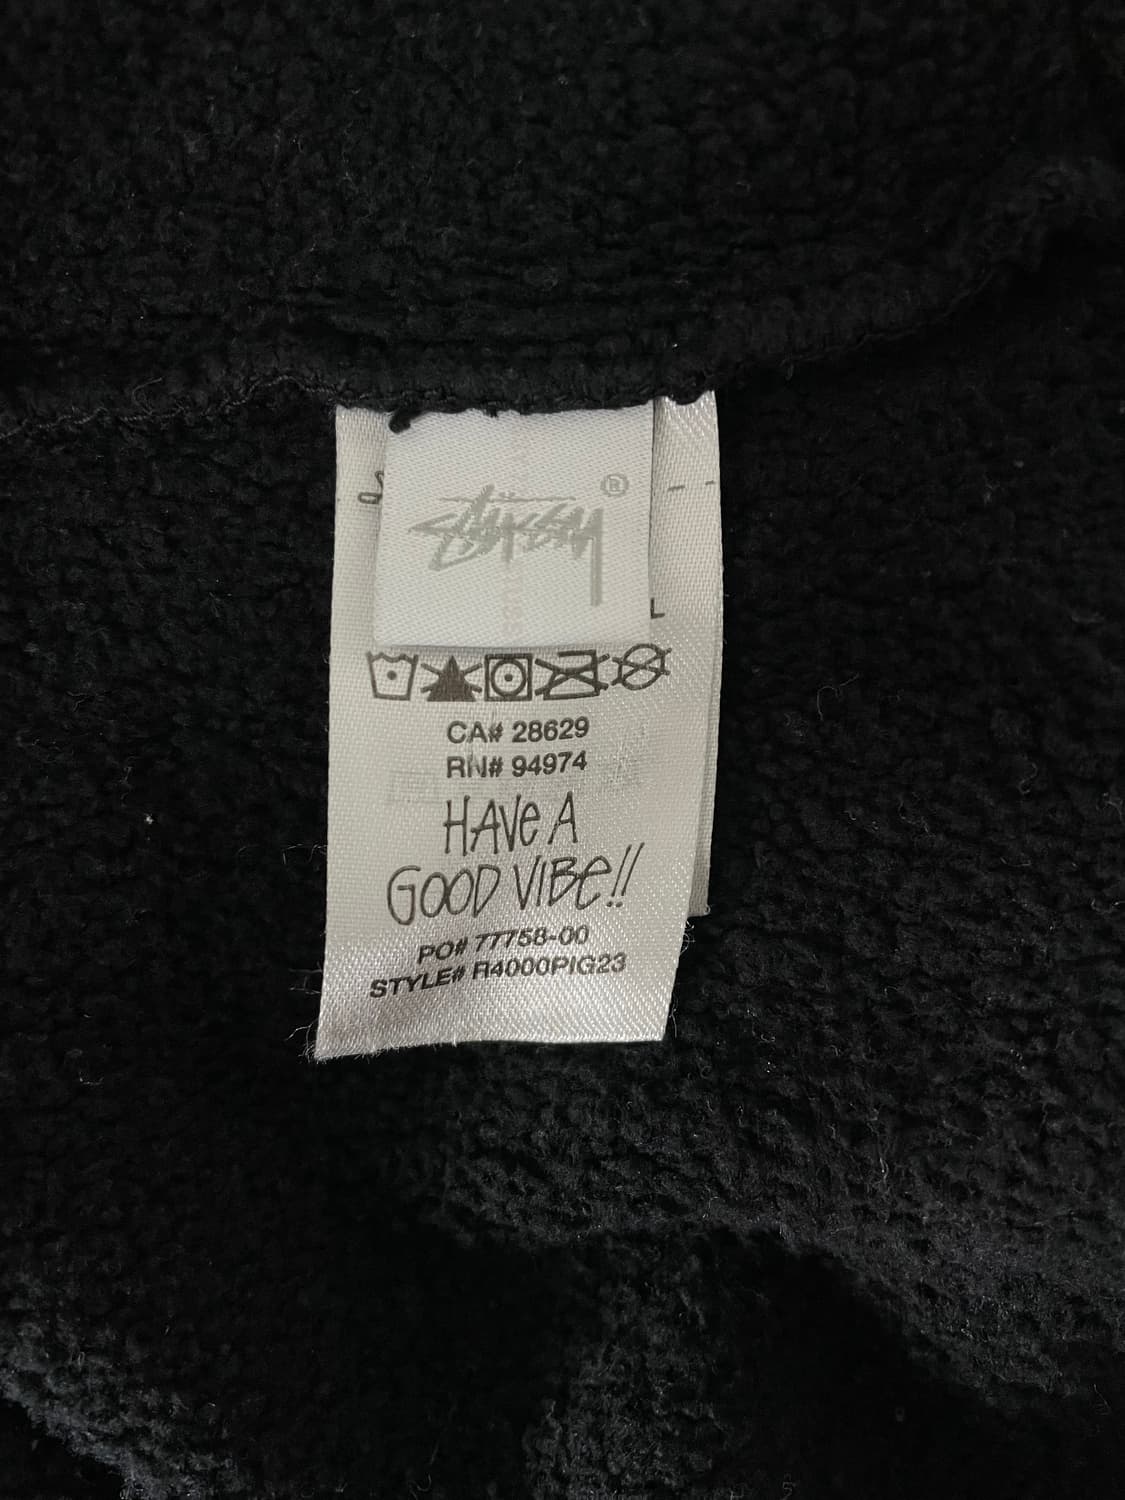 Stüssy ®
L
CA# 28629
RN# 94974
HAVE A
GOOD VIBE!!
PO# 77758-00
STYLE# R4000PIG23